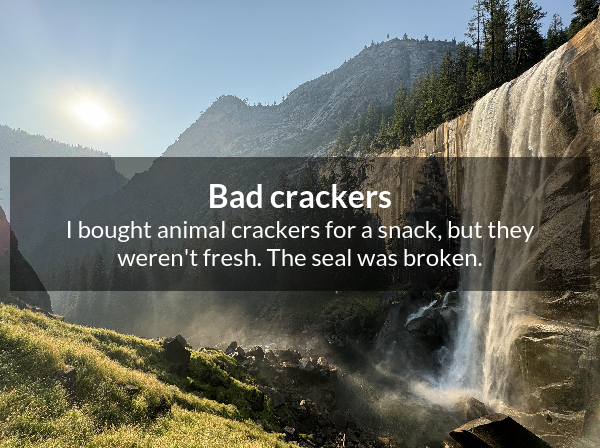 Bad crackers
I bought animal crackers for a snack, but they
weren't fresh. The seal was broken.